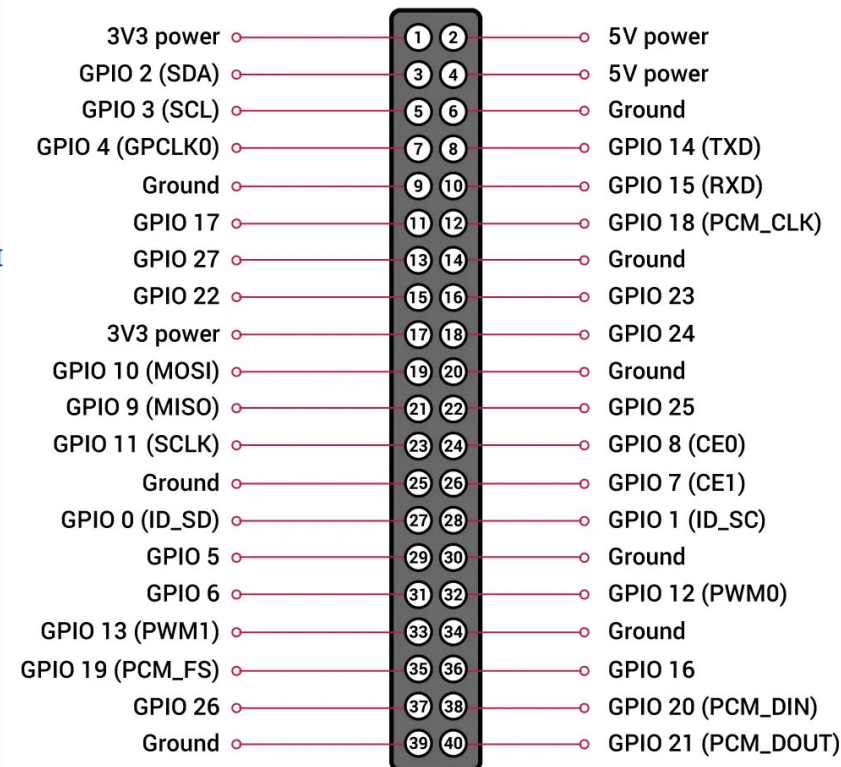 3V3 power 1 2 5V power
GPIO 2 (SDA) 3 4 5V power
GPIO 3 (SCL) 5 6 Ground
GPIO 4 (GPCLK0) 7 8 GPIO 14 (TXD)
Ground 9 10 GPIO 15 (RXD)
GPIO 17 11 12 GPIO 18 (PCM_CLK)
GPIO 27 13 14 Ground
GPIO 22 15 16 GPIO 23
3V3 power 17 18 GPIO 24
GPIO 10 (MOSI) 19 20 Ground
GPIO 9 (MISO) 21 22 GPIO 25
GPIO 11 (SCLK) 23 24 GPIO 8 (CE0)
Ground 25 26 GPIO 7 (CE1)
GPIO 0 (ID_SD) 27 28 GPIO 1 (ID_SC)
GPIO 5 29 30 Ground
GPIO 6 31 32 GPIO 12 (PWM0)
GPIO 13 (PWM1) 33 34 Ground
GPIO 19 (PCM_FS) 35 36 GPIO 16
GPIO 26 37 38 GPIO 20 (PCM_DIN)
Ground 39 40 GPIO 21 (PCM_DOUT)